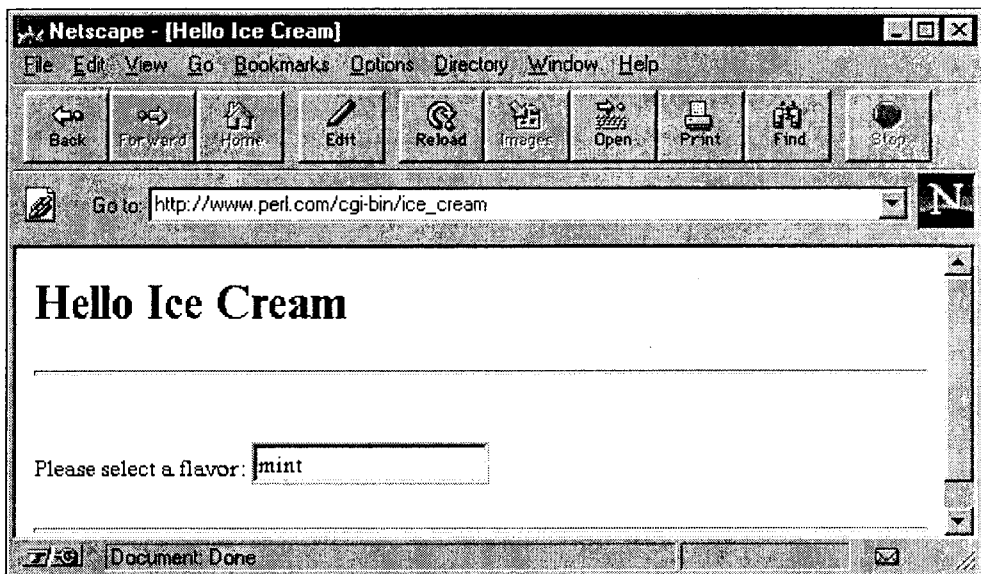 Netscape - [Hello Ice Cream]
File Edit View Go Bookmarks Options Directory Window Help
Back Forward Home Edit Reload Images Open Print Find Stop
Go to: http://www.perl.com/cgi-bin/ice_cream
N
Hello Ice Cream
Please select a flavor: mint
Document: Done